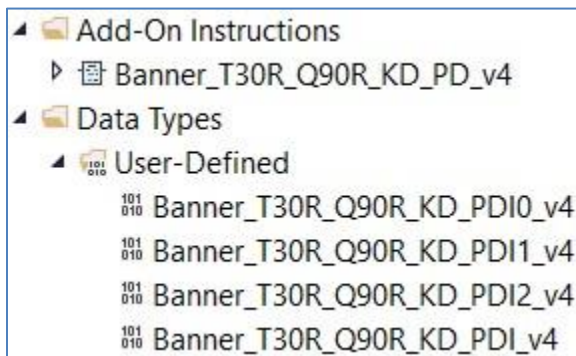 Add-On Instructions
Banner_T30R_Q90R_KD_PD_v4
Data Types
User-Defined
Banner_T30R_Q90R_KD_PDI0_v4
Banner_T30R_Q90R_KD_PDI1_v4
Banner_T30R_Q90R_KD_PDI2_v4
Banner_T30R_Q90R_KD_PDI_v4